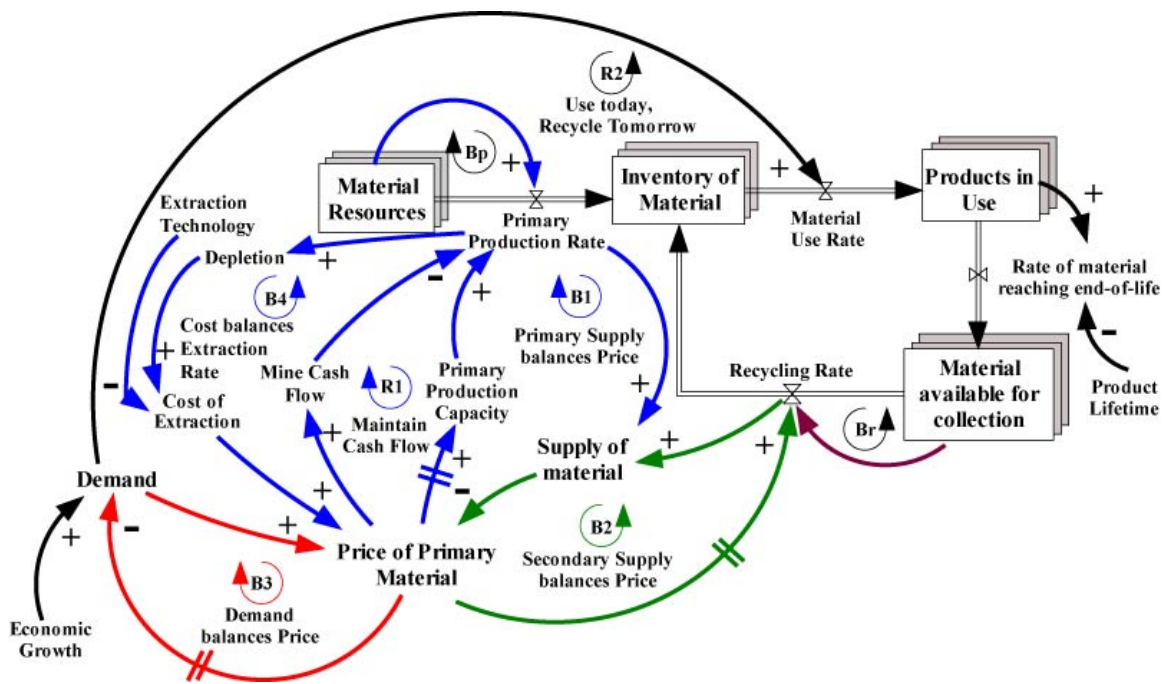 R2
Use today,
Recycle Tomorrow
Bp
+
Material
Resources
Inventory of
Material
+
Products in
Use
+
Extraction
Technology
Primary
Production Rate
Material
Use Rate
Depletion
+
-
+
B4
B1
Rate of material
reaching end-of-life
-
Cost balances
Extraction
Rate
+
-
Cost of
Extraction
Mine Cash
Flow
R1
Maintain
Cash Flow
Primary
Production
Capacity
Primary Supply
balances Price
+
Recycling Rate
Material
available for
collection
Product
Lifetime
Br
+
+
-
+
+
Supply of
material
Demand
+
+
+
-
Price of Primary
Material
B2
Secondary Supply
balances Price
B3
Demand
balances Price
Economic
Growth